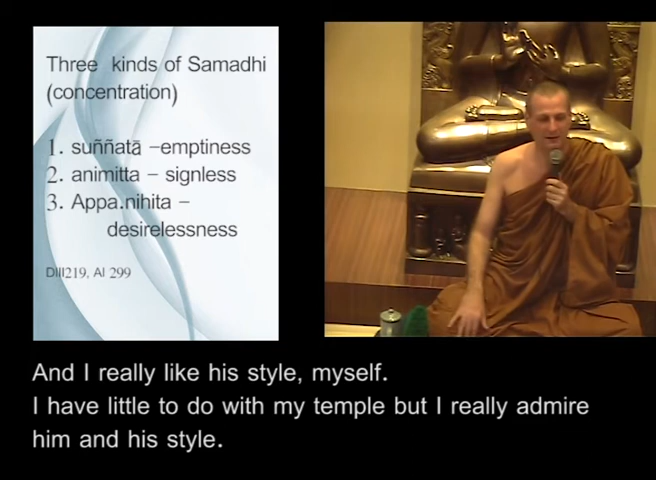 Three kinds of Samadhi
(concentration)
1. suññatā –emptiness
2. animitta – signless
3. Appa.nihita –
desirelessness
DIII219, AI 299
And I really like his style, myself.
I have little to do with my temple but I really admire
him and his style.